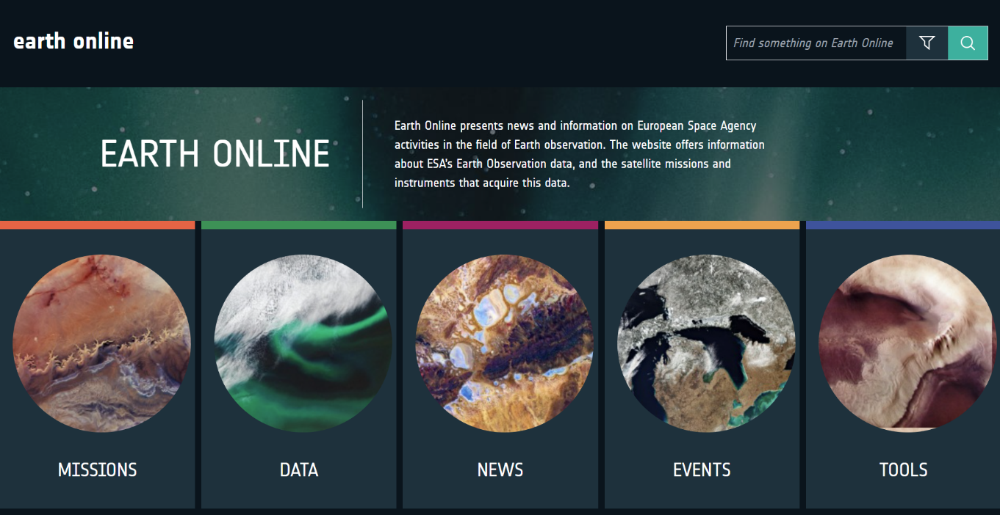 earth online
Find something on Earth Online
EARTH ONLINE
Earth Online presents news and information on European Space Agency
activities in the field of Earth observation. The website offers information
about ESA's Earth Observation data, and the satellite missions and
instruments that acquire this data.
MISSIONS
DATA
NEWS
EVENTS
TOOLS